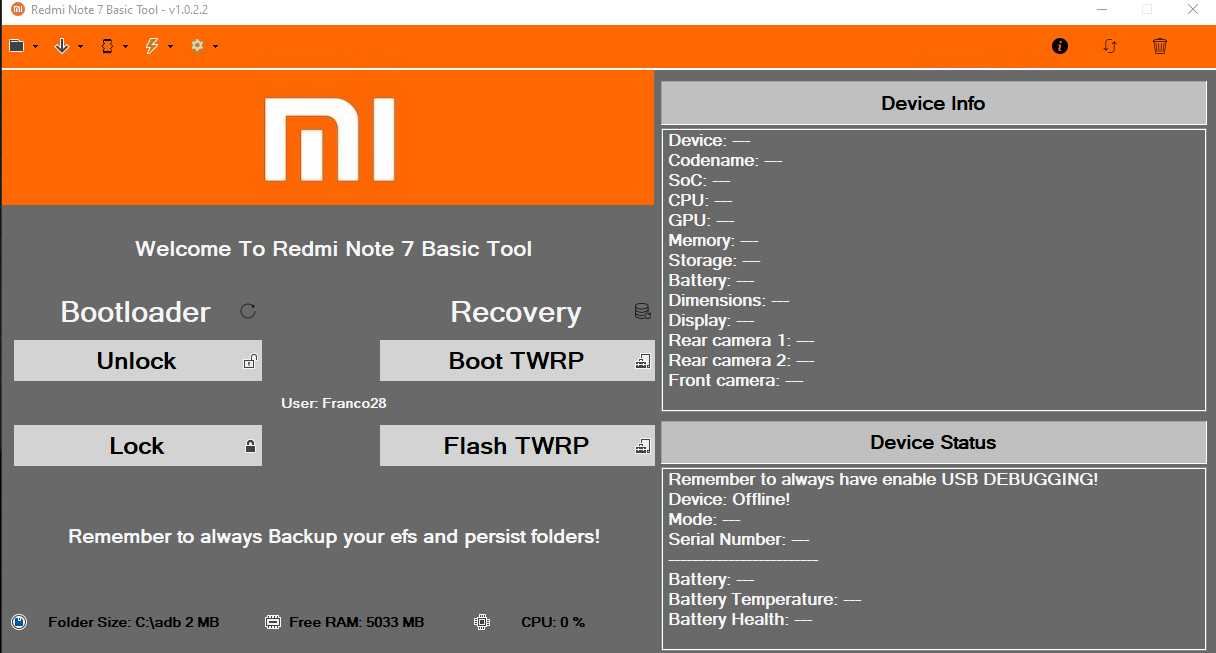 Redmi Note 7 Basic Tool - v1.0.2.2
Welcome To Redmi Note 7 Basic Tool
Bootloader
Recovery
Unlock
Boot TWRP
User: Franco28
Lock
Flash TWRP
Remember to always Backup your efs and persist folders!
Folder Size: C:\adb 2 MB
Free RAM: 5033 MB
CPU: 0 %
Device Info
Device: ---
Codename: ---
SoC: ---
CPU: ---
GPU: ---
Memory: ---
Storage: ---
Battery: ---
Dimensions: ---
Display: ---
Rear camera 1: ---
Rear camera 2: ---
Front camera: ---
Device Status
Remember to always have enable USB DEBUGGING!
Device: Offline!
Mode: ---
Serial Number: ---
-------------------------
Battery: ---
Battery Temperature: ---
Battery Health: ---